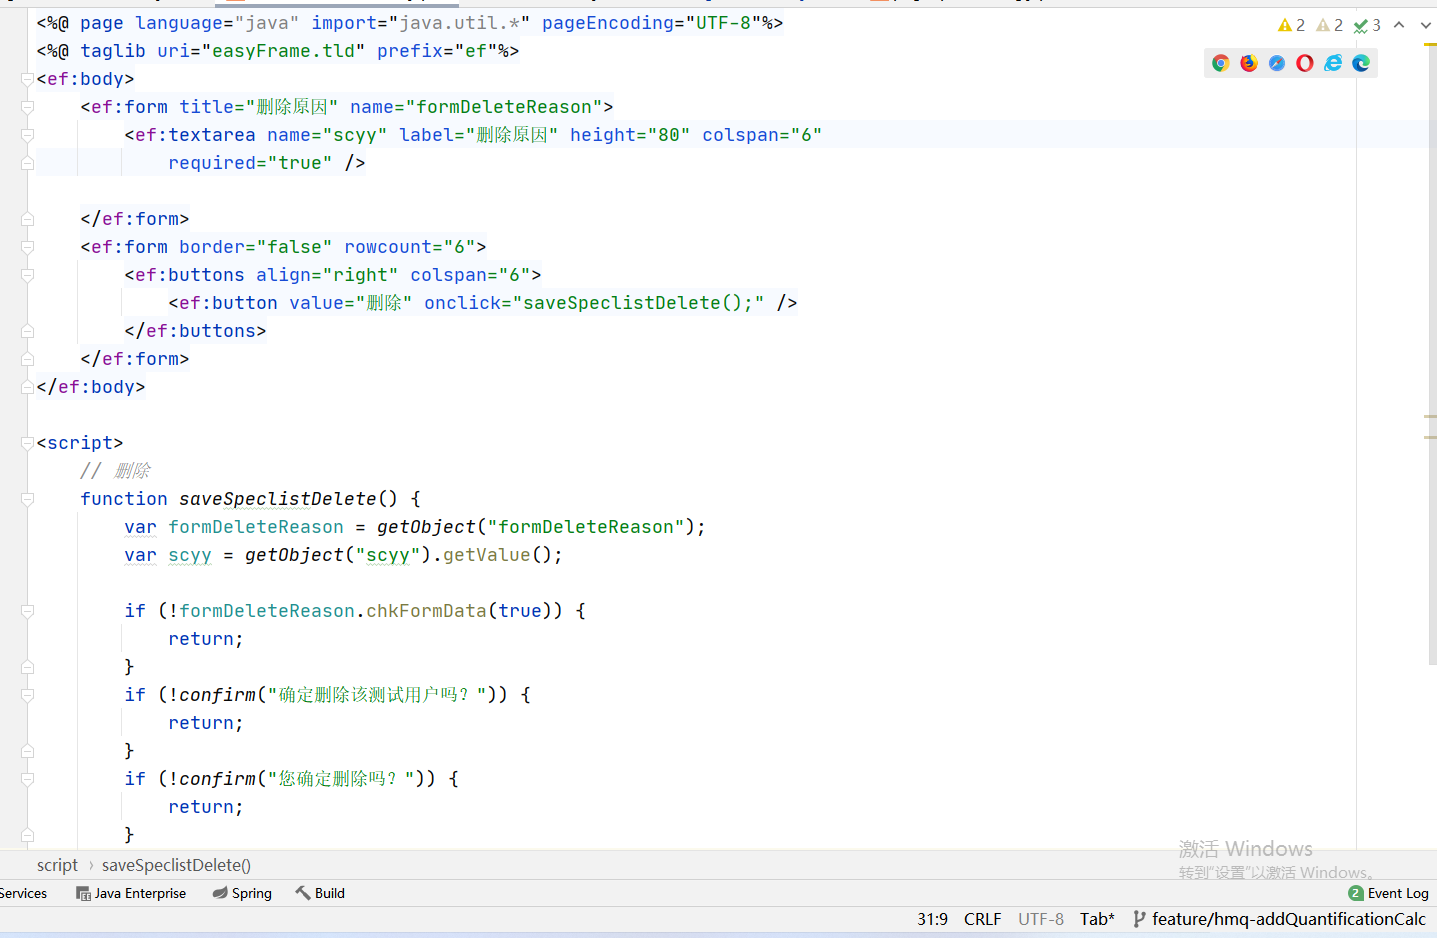 <%@ page language="java" import="java.util.*" pageEncoding="UTF-8"%>
<%@ taglib uri="easyFrame.tld" prefix="ef"%>
<ef:body>
    <ef:form title="删除原因" name="formDeleteReason">
        <ef:textarea name="scyy" label="删除原因" height="80" colspan="6"
            required="true" />
    </ef:form>
    <ef:form border="false" rowcount="6">
        <ef:buttons align="right" colspan="6">
            <ef:button value="删除" onclick="saveSpeclistDelete();" />
        </ef:buttons>
    </ef:form>
</ef:body>
<script>
    // 删除
    function saveSpeclistDelete() {
        var formDeleteReason = getObject("formDeleteReason");
        var scyy = getObject("scyy").getValue();
        if (!formDeleteReason.chkFormData(true)) {
            return;
        }
        if (!confirm("确定删除该测试用户吗？")) {
            return;
        }
        if (!confirm("您确定删除吗？")) {
            return;
        }
2 2 3
script › saveSpeclistDelete()
激活 Windows
转到"设置"以激活 Windows。
Services Java Enterprise Spring Build 2 Event Log
31:9 CRLF UTF-8 Tab* feature/hmq-addQuantificationCalc